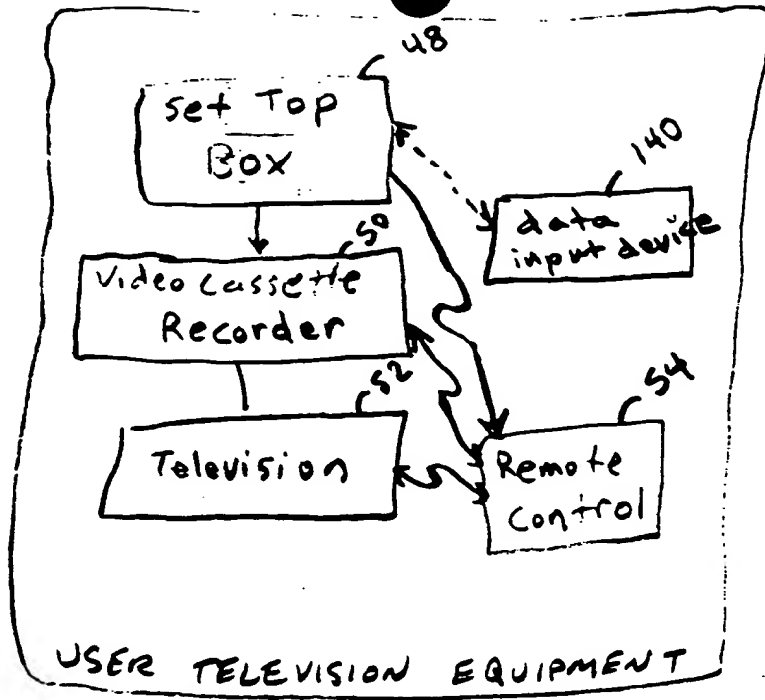 48
set Top
Box
140
data
input device
50
Video cassette
Recorder
52
Television
54
Remote
control
USER TELEVISION EQUIPMENT